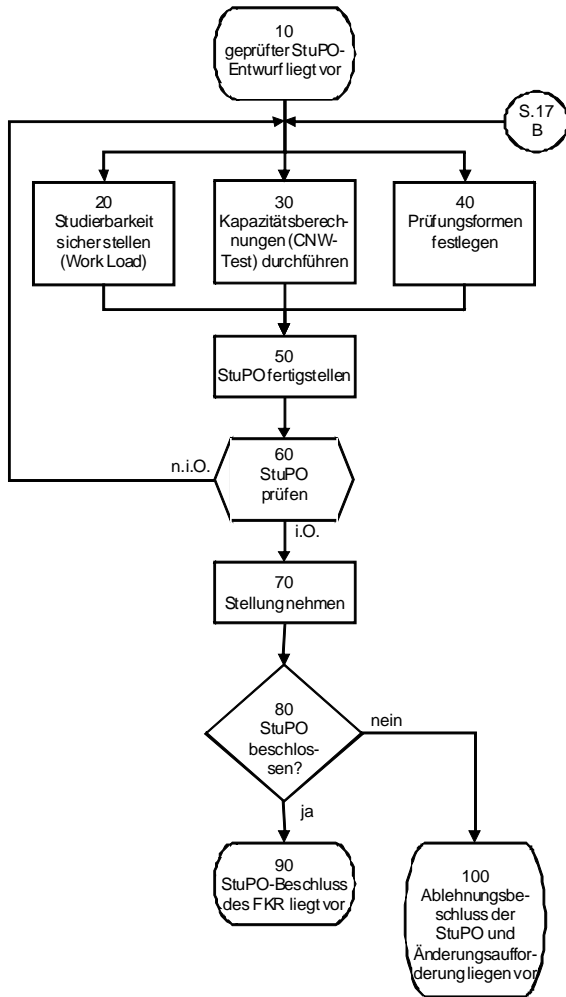 10
geprüfter StuPO-
Entwurf liegt vor
S.17
B
20
Studierbarkeit
sicherstellen
(Work Load)
30
Kapazitätsberech-
nungen (CNW-
Test) durchführen
40
Prüfungsformen
festlegen
50
StuPO fertigstellen
n.i.O.
60
StuPO
prüfen
i.O.
70
Stellung nehmen
80
StuPO
beschlos-
sen?
nein
ja
90
StuPO-Beschluss
des FKR liegt vor
100
Ablehnungsbe-
schluss der
StuPO und
Änderungsauffor-
derung liegen vor